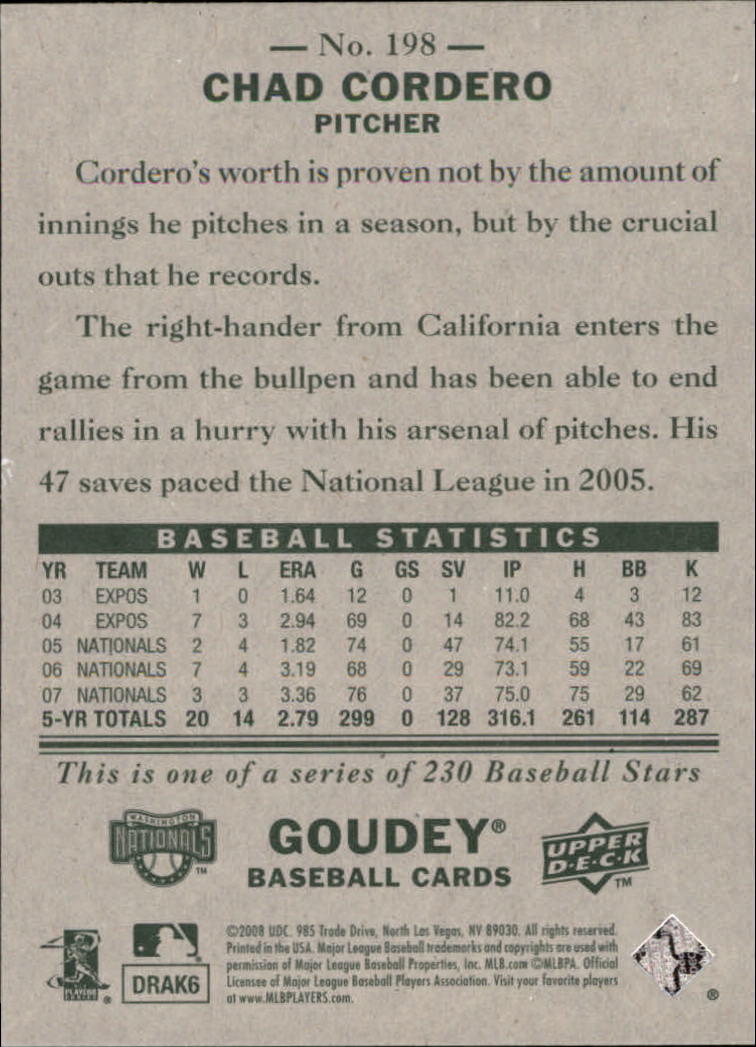 — No. 198 —
CHAD CORDERO
PITCHER
Cordero's worth is proven not by the amount of
innings he pitches in a season, but by the crucial
outs that he records.
The right-hander from California enters the
game from the bullpen and has been able to end
rallies in a hurry with his arsenal of pitches. His
47 saves paced the National League in 2005.
BASEBALL STATISTICS
YR TEAM W L ERA G GS SV IP H BB K
03 EXPOS 1 0 1.64 12 0 1 11.0 4 3 12
04 EXPOS 7 3 2.94 69 0 14 82.2 68 43 83
05 NATIONALS 2 4 1.82 74 0 47 74.1 55 17 61
06 NATIONALS 7 4 3.19 68 0 29 73.1 59 22 69
07 NATIONALS 3 3 3.36 76 0 37 75.0 75 29 62
5-YR TOTALS 20 14 2.79 299 0 128 316.1 261 114 287
This is one of a series of 230 Baseball Stars
WASHINGTON
NATIONALS
TM
GOUDEY®
BASEBALL CARDS
UPPER
D·E·C·K
TM
©2008 UDC. 985 Trade Drive, North Las Vegas, NV 89030. All rights reserved.
Printed in the USA. Major League Baseball trademarks and copyrights are used with
permission of Major League Baseball Properties, Inc. MLB.com ©MLBPA. Official
Licensee of Major League Baseball Players Association. Visit your favorite players
at www.MLBPLAYERS.com.
PLAYERS
®
DRAK6
®